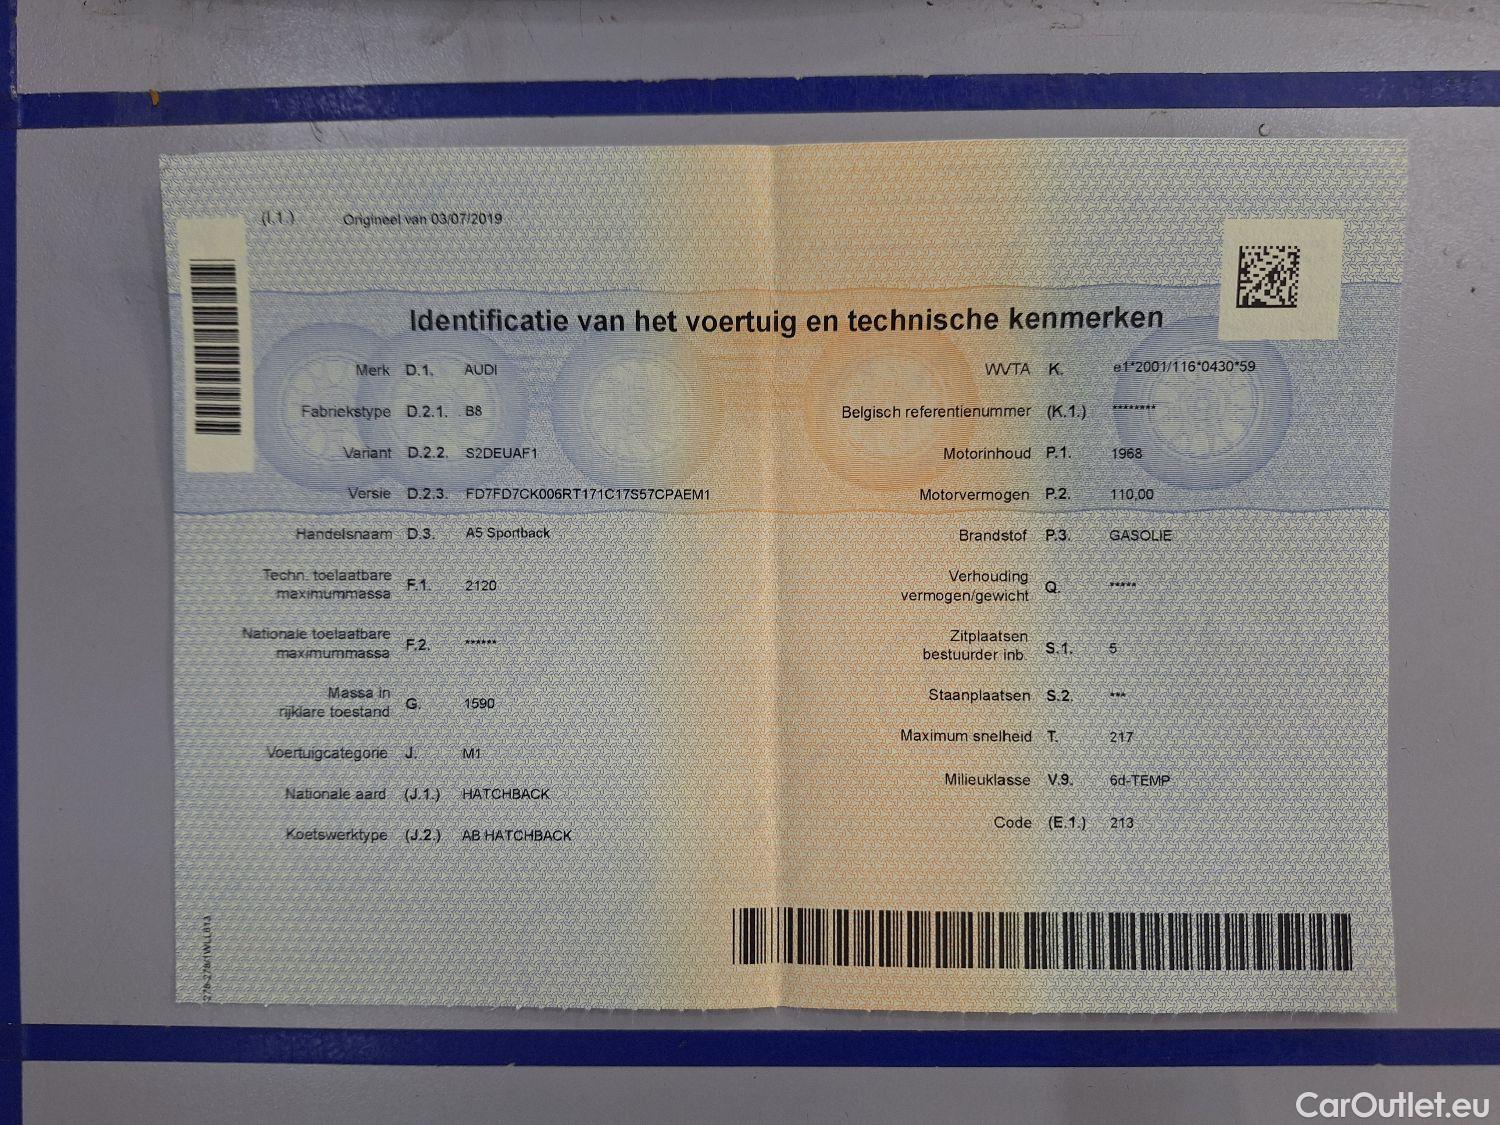 (I.1.) Origineel van 03/07/2019
Identificatie van het voertuig en technische kenmerken
Merk D.1. AUDI
Fabriekstype D.2.1. B8
Variant D.2.2. S2DEUAF1
Versie D.2.3. FD7FD7CK006RT171C17S57CPAEM1
Handelsnaam D.3. A5 Sportback
Techn. toelaatbare
maximummassa F.1. 2120
Nationale toelaatbare
maximummassa F.2. ******
Massa in
rijklare toestand G. 1590
Voertuigcategorie J. M1
Nationale aard (J.1.) HATCHBACK
Koetswerktype (J.2.) AB HATCHBACK
WVTA K. e1*2001/116*0430*59
Belgisch referentienummer (K.1.) ********
Motorinhoud P.1. 1968
Motorvermogen P.2. 110,00
Brandstof P.3. GASOLIE
Verhouding
vermogen/gewicht Q. *****
Zitplaatsen
bestuurder inb. S.1. 5
Staanplaatsen S.2. ***
Maximum snelheid T. 217
Milieuklasse V.9. 6d-TEMP
Code (E.1.) 213
CarOutlet.eu